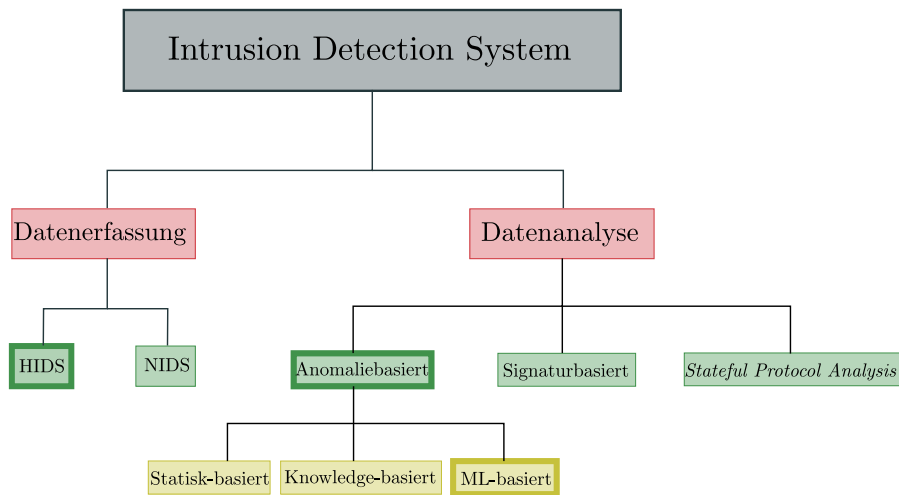 Intrusion Detection System
Datenerfassung
Datenanalyse
HIDS
NIDS
Anomaliebasiert
Signaturbasiert
Stateful Protocol Analysis
Statisk-basiert
Knowledge-basiert
ML-basiert